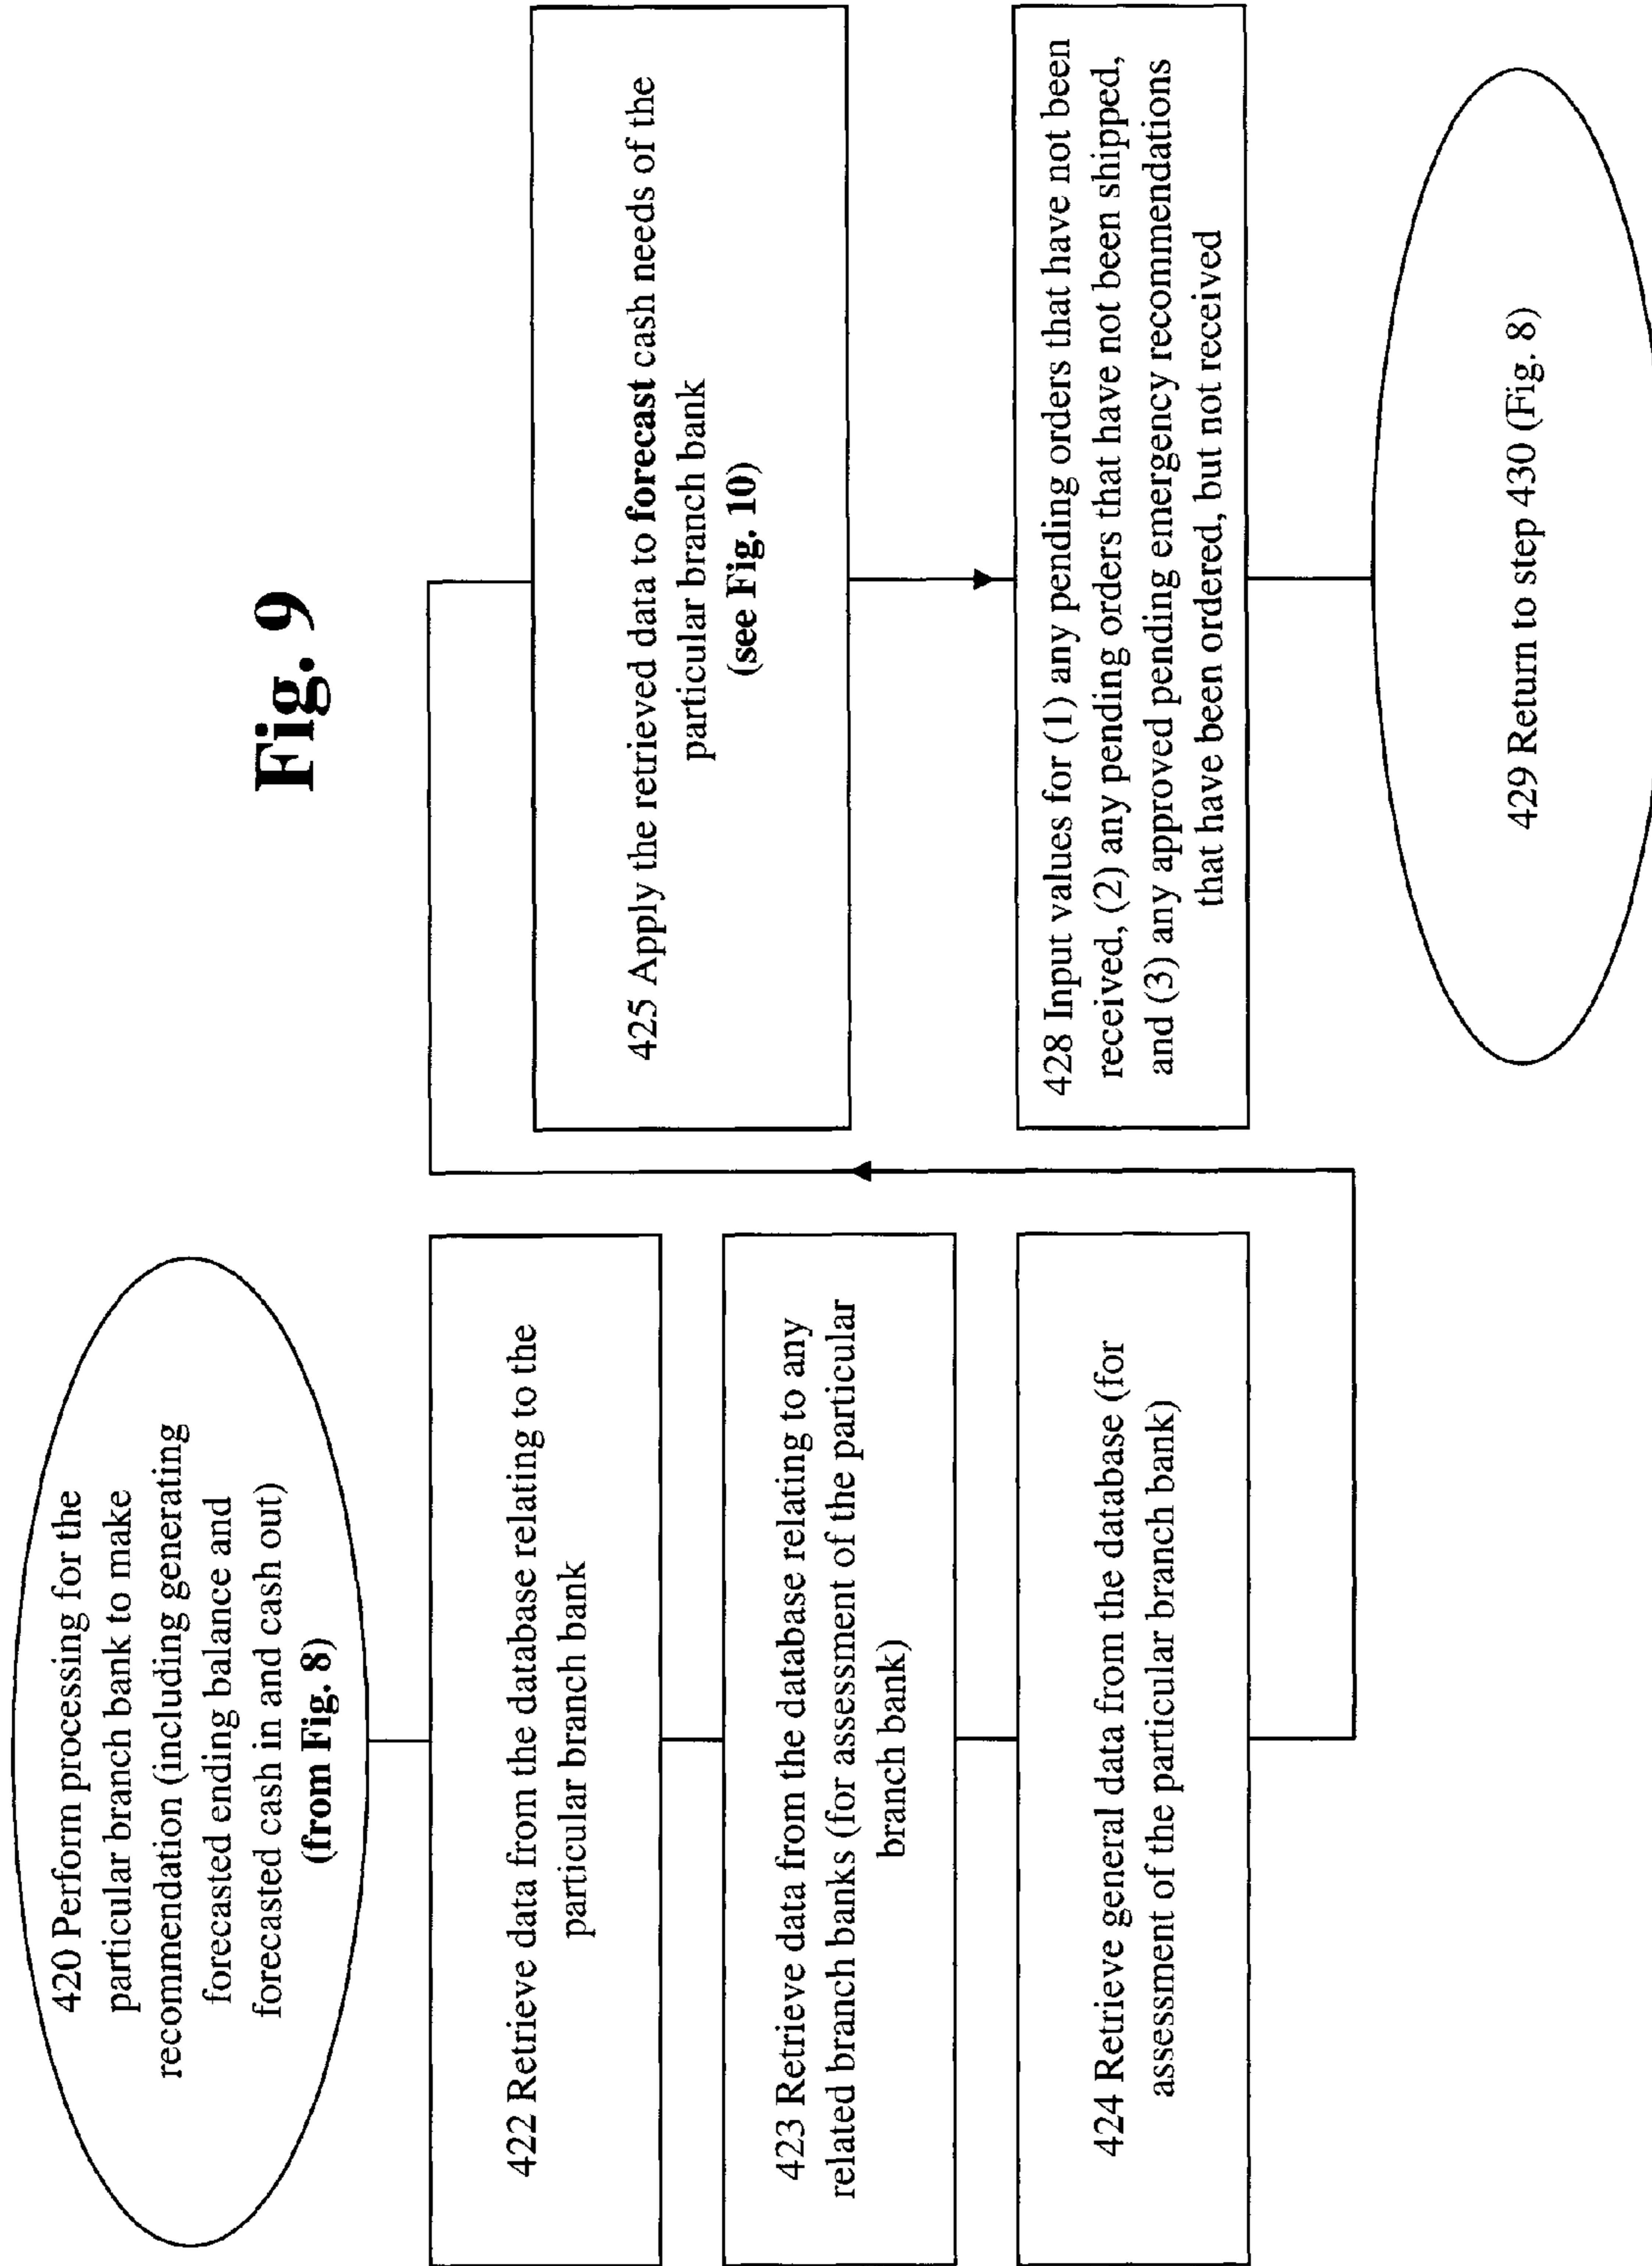 Fig. 9
420 Perform processing for the
particular branch bank to make
recommendation (including generating
forecasted ending balance and
forecasted cash in and cash out)
(from Fig. 8)
422 Retrieve data from the database relating to the
particular branch bank
423 Retrieve data from the database relating to any
related branch banks (for assessment of the particular
branch bank)
424 Retrieve general data from the database (for
assessment of the particular branch bank)
425 Apply the retrieved data to forecast cash needs of the
particular branch bank
(see Fig. 10)
428 Input values for (1) any pending orders that have not been
received, (2) any pending orders that have not been shipped,
and (3) any approved pending emergency recommendations
that have been ordered, but not received
429 Return to step 430 (Fig. 8)